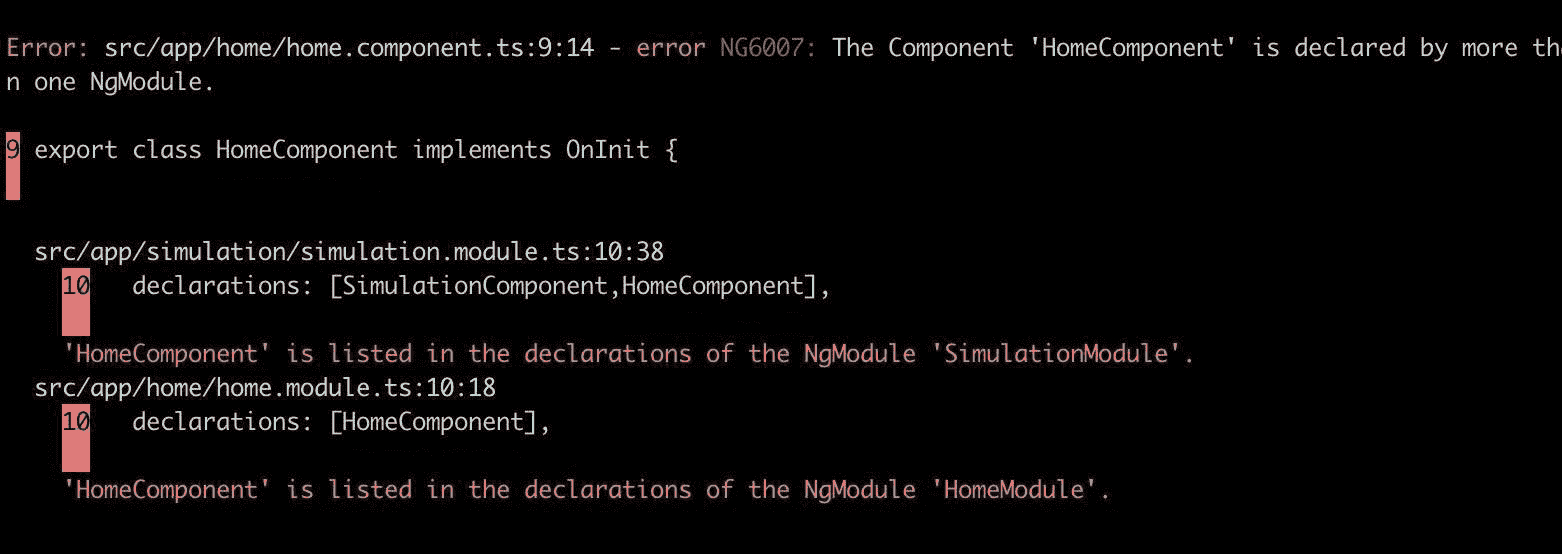 Error: src/app/home/home.component.ts:9:14 - error NG6007: The Component 'HomeComponent' is declared by more tha
n one NgModule.
9 export class HomeComponent implements OnInit {
src/app/simulation/simulation.module.ts:10:38
10 declarations: [SimulationComponent,HomeComponent],
'HomeComponent' is listed in the declarations of the NgModule 'SimulationModule'.
src/app/home/home.module.ts:10:18
10 declarations: [HomeComponent],
'HomeComponent' is listed in the declarations of the NgModule 'HomeModule'.